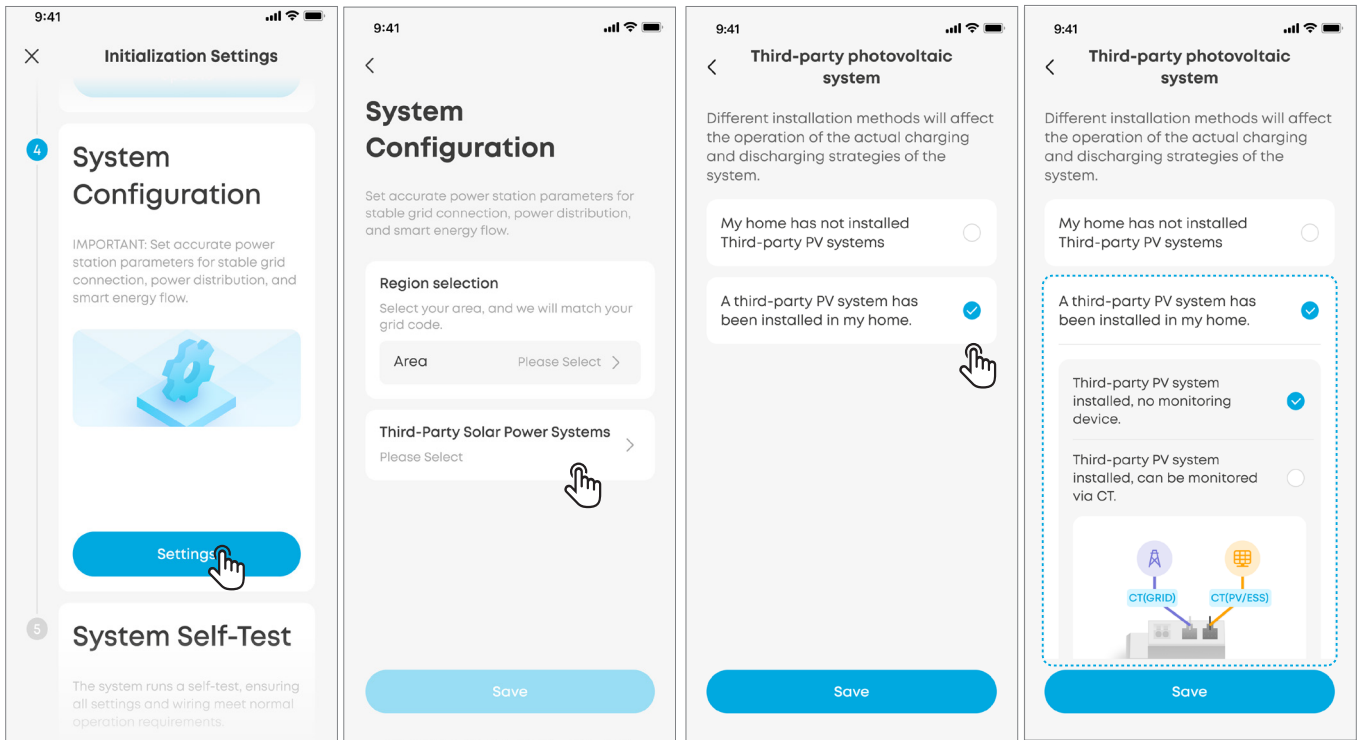 9:41
Initialization Settings
4
System
Configuration
IMPORTANT: Set accurate power
station parameters for stable grid
connection, power distribution, and
smart energy flow.
Settings
5
System Self-Test
The system runs a self-test, ensuring
all settings and wiring meet normal
operation requirements.
9:41
System
Configuration
Set accurate power station parameters for
stable grid connection, power distribution,
and smart energy flow.
Region selection
Select your area, and we will match your
grid code.
Area Please Select
Third-Party Solar Power Systems
Please Select
Save
9:41
Third-party photovoltaic
system
Different installation methods will affect
the operation of the actual charging
and discharging strategies of the
system.
My home has not installed
Third-party PV systems
A third-party PV system has
been installed in my home.
Save
9:41
Third-party photovoltaic
system
Different installation methods will affect
the operation of the actual charging
and discharging strategies of the
system.
My home has not installed
Third-party PV systems
A third-party PV system has
been installed in my home.
Third-party PV system
installed, no monitoring
device.
Third-party PV system
installed, can be monitored
via CT.
CT(GRID) CT(PV/ESS)
Save